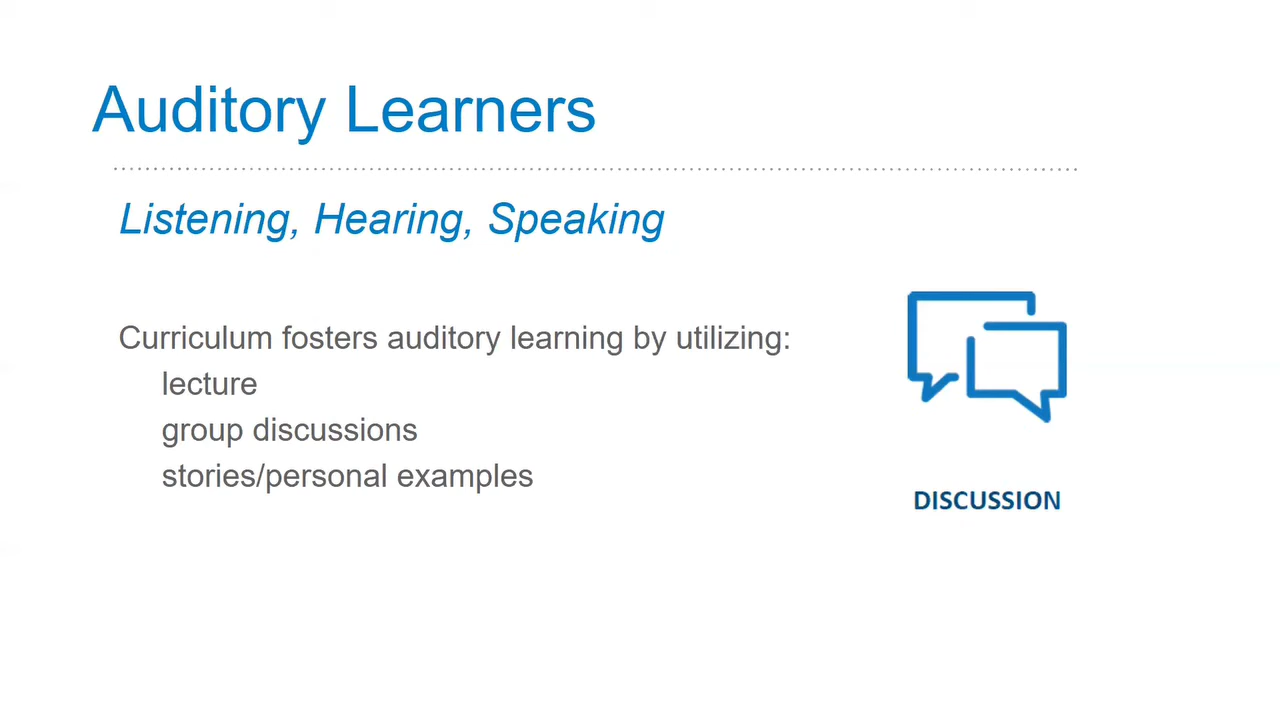 Auditory Learners
Listening, Hearing, Speaking
Curriculum fosters auditory learning by utilizing:
lecture
group discussions
stories/personal examples
DISCUSSION